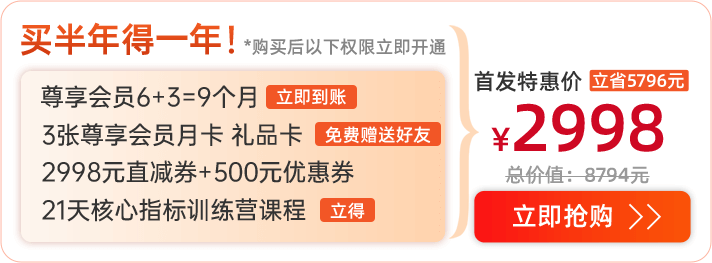 买半年得一年！ *购买后以下权限立即开通
尊享会员6+3=9个月 立即到账
3张尊享会员月卡 礼品卡 免费赠送好友
2998元直减券+500元优惠券
21天核心指标训练营课程 立得
首发特惠价 立省5796元
¥2998
总价值：8794元
立即抢购 >>